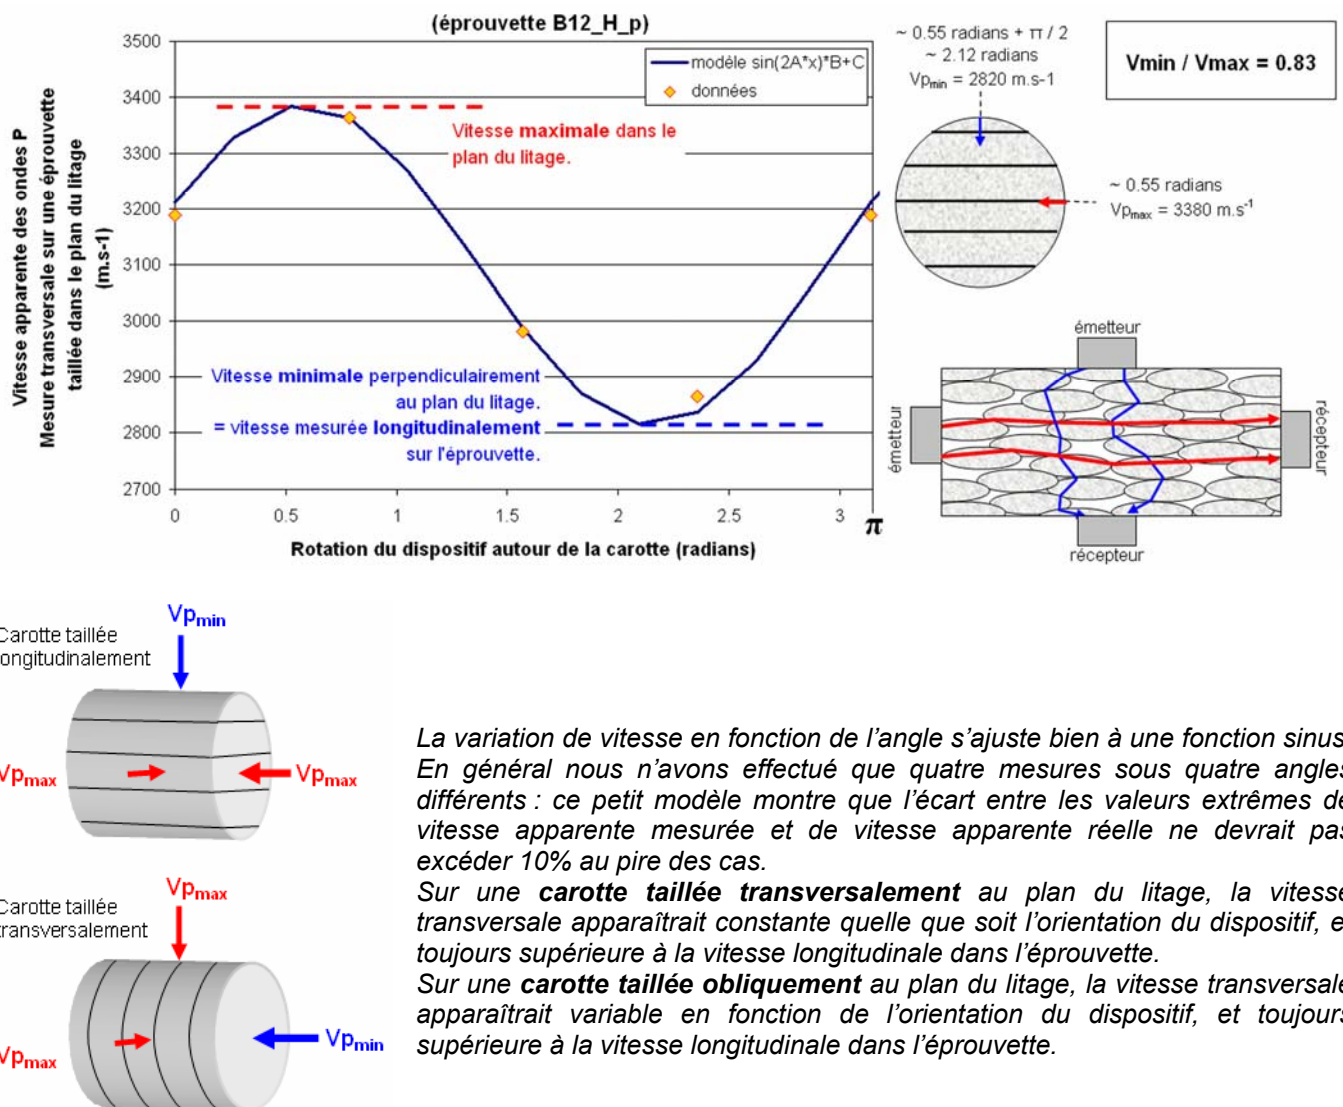 (éprouvette B12_H_p)
Vitesse apparente des ondes P
Mesure transversale sur une éprouvette
taillée dans le plan du litage
(m.s-1)
3500
3400
3300
3200
3100
3000
2900
2800
2700
modèle sin(2A*x)*B+C
données
Vitesse maximale dans le
plan du litage.
Vitesse minimale perpendiculairement
au plan du litage.
= vitesse mesurée longitudinalement
sur l'éprouvette.
0 0.5 1 1.5 2 2.5 3
π
Rotation du dispositif autour de la carotte (radians)
~ 0.55 radians + π / 2
~ 2.12 radians
Vpmin = 2820 m.s-1
Vmin / Vmax = 0.83
~ 0.55 radians
Vpmax = 3380 m.s-1
émetteur
émetteur
récepteur
récepteur
Vpmin
Carotte taillée
longitudinalement
Vpmax
Vpmax
Vpmax
Carotte taillée
transversalement
Vpmax
Vpmin
La variation de vitesse en fonction de l’angle s’ajuste bien à une fonction sinus
En général nous n’avons effectué que quatre mesures sous quatre angles
différents : ce petit modèle montre que l’écart entre les valeurs extrêmes de
vitesse apparente mesurée et de vitesse apparente réelle ne devrait pas
excéder 10% au pire des cas.
Sur une carotte taillée transversalement au plan du litage, la vitesse
transversale apparaîtrait constante quelle que soit l’orientation du dispositif, et
toujours supérieure à la vitesse longitudinale dans l’éprouvette.
Sur une carotte taillée obliquement au plan du litage, la vitesse transversale
apparaîtrait variable en fonction de l’orientation du dispositif, et toujours
supérieure à la vitesse longitudinale dans l’éprouvette.